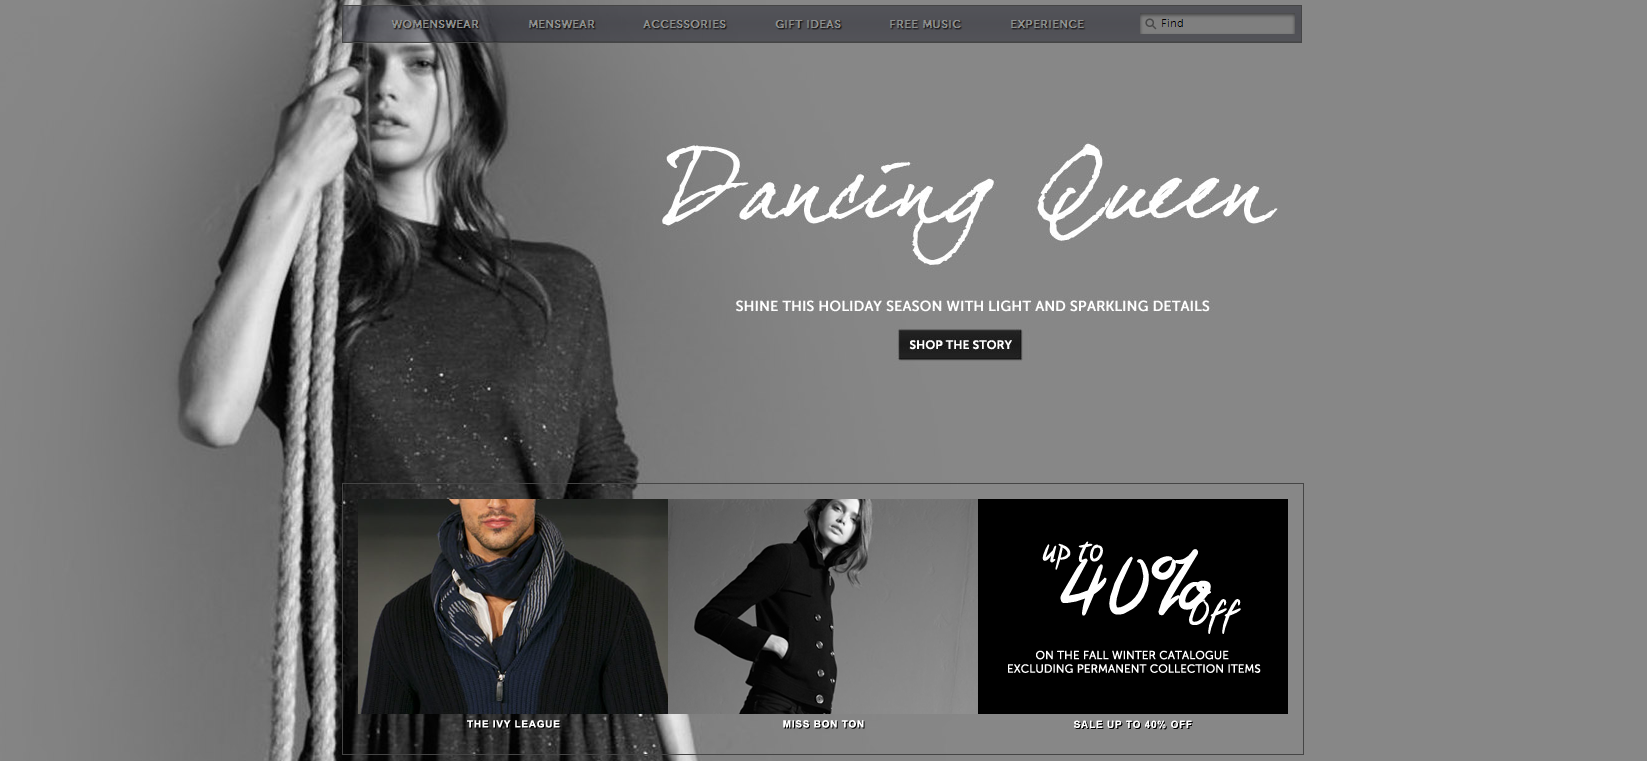 WOMENSWEAR MENSWEAR ACCESSORIES GIFT IDEAS FREE MUSIC EXPERIENCE Find
Dancing Queen
SHINE THIS HOLIDAY SEASON WITH LIGHT AND SPARKLING DETAILS
SHOP THE STORY
up to
40% off
ON THE FALL WINTER CATALOGUE
EXCLUDING PERMANENT COLLECTION ITEMS
THE IVY LEAGUE MISS BON TON SALE UP TO 40% OFF